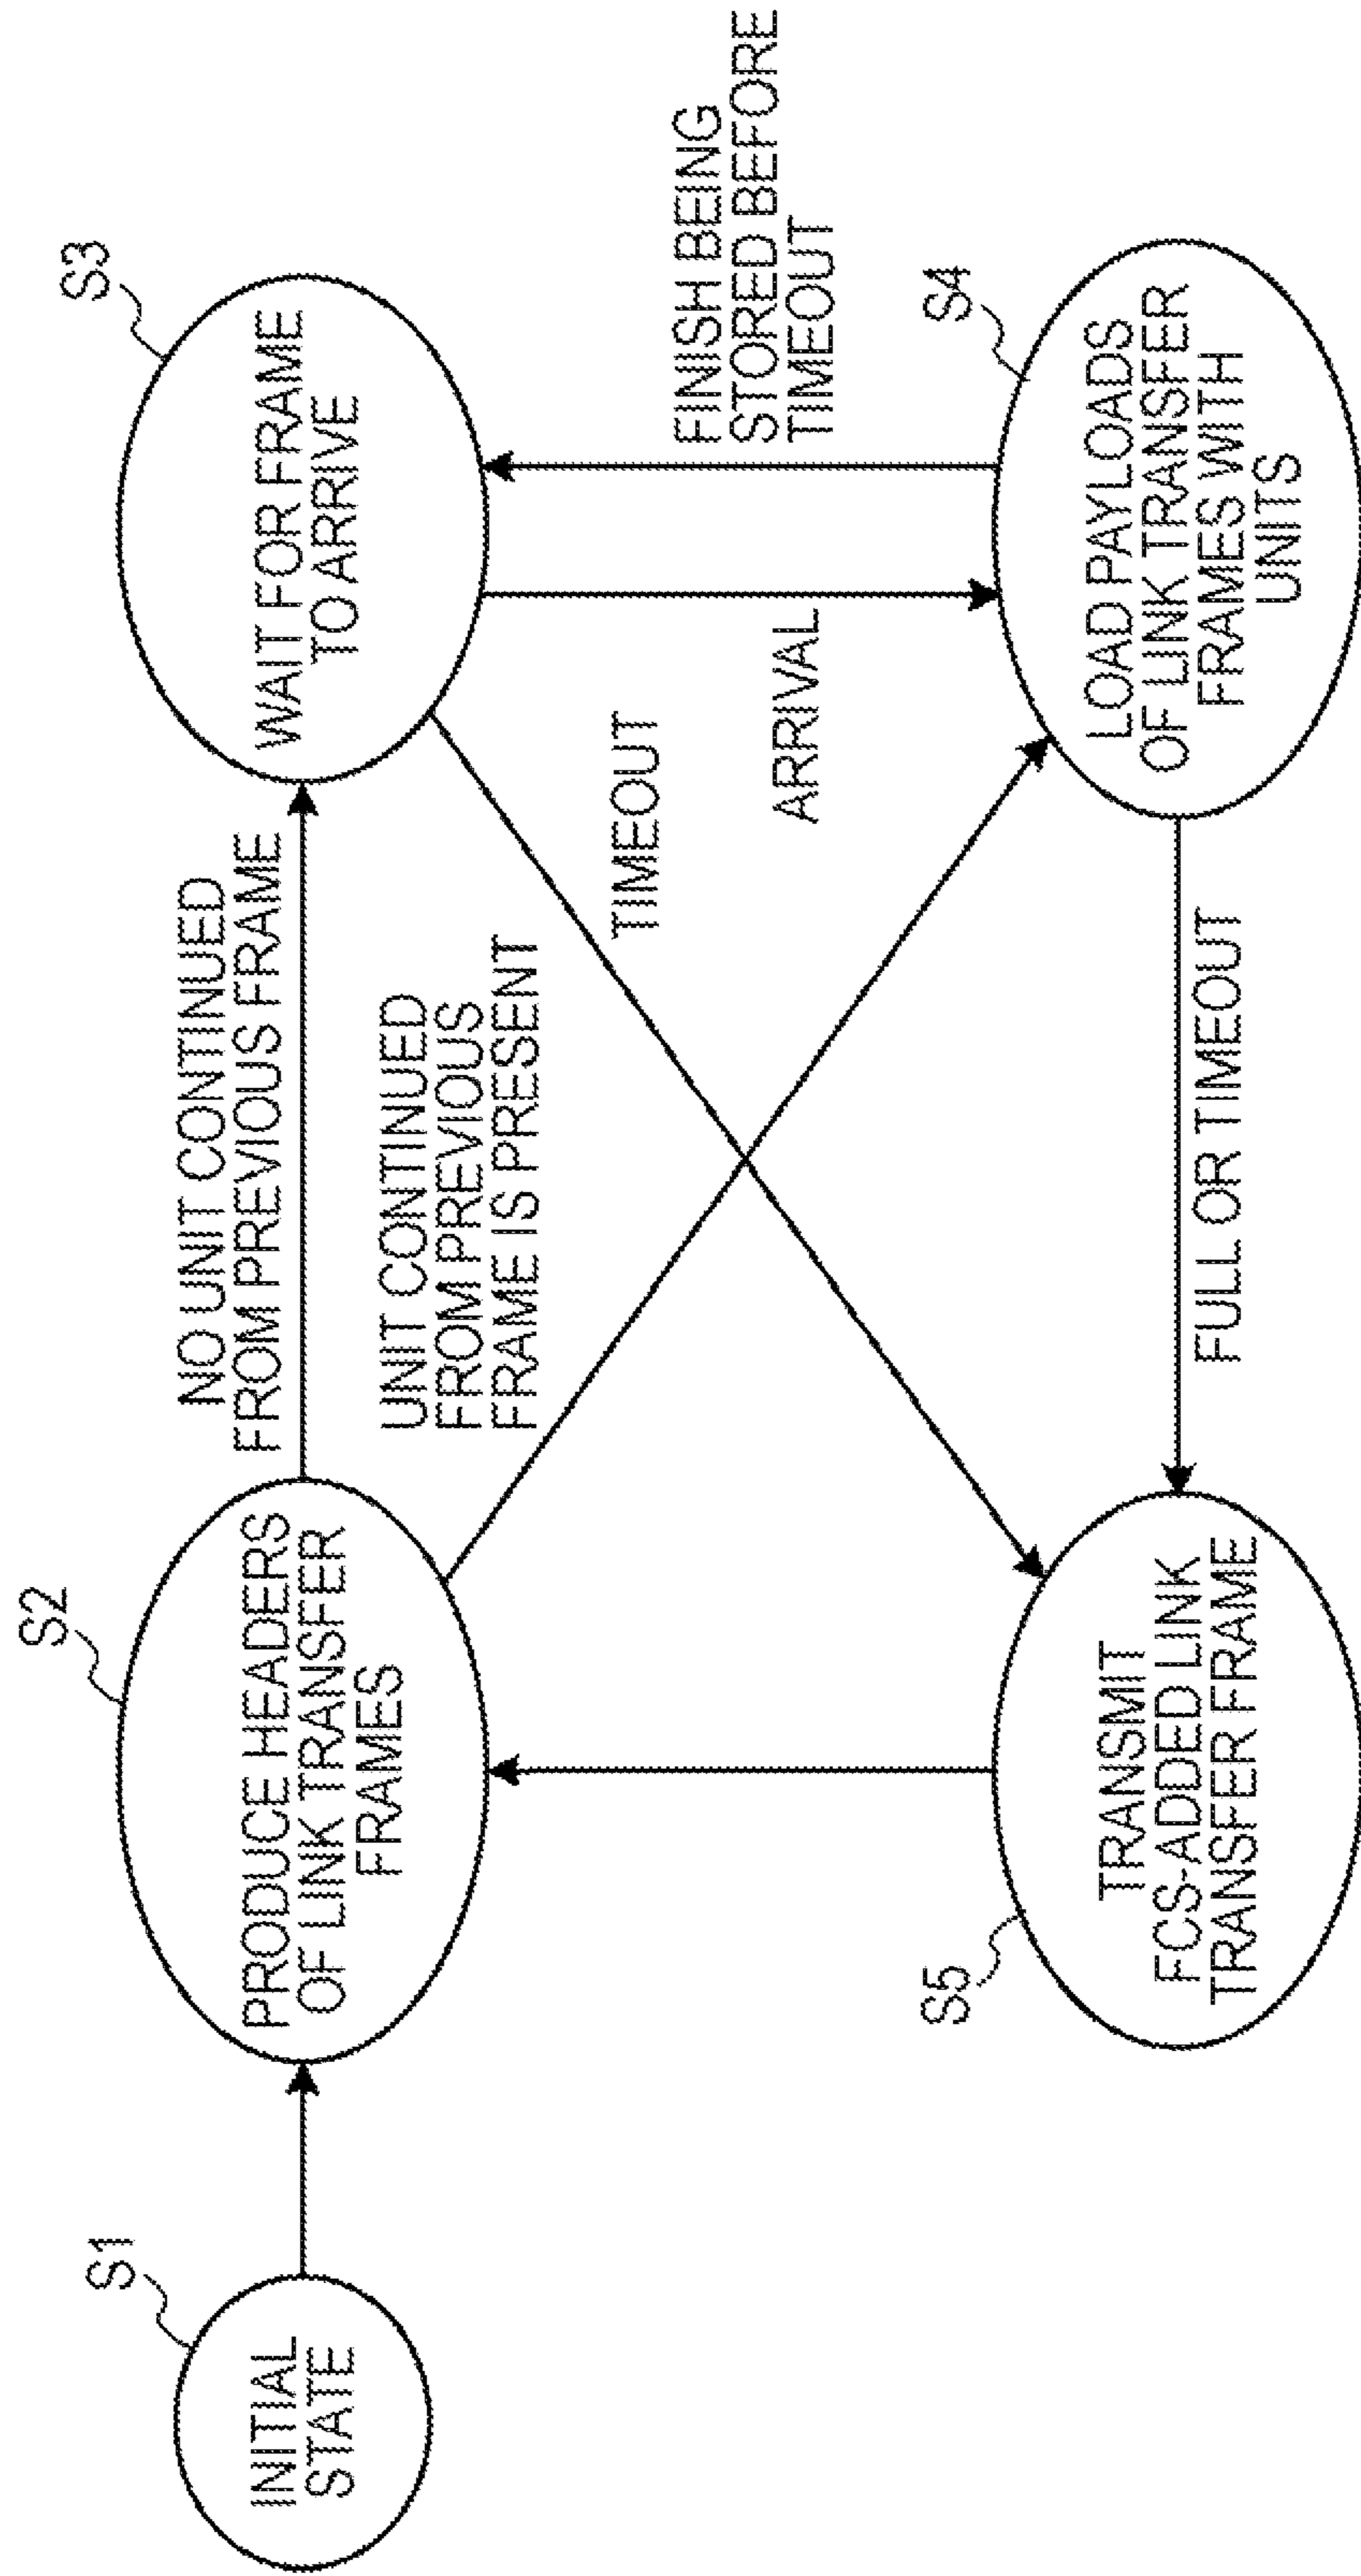 S1
INITIAL
STATE
S2
PRODUCE HEADERS
OF LINK TRANSFER
FRAMES
NO UNIT CONTINUED
FROM PREVIOUS FRAME
S3
WAIT FOR FRAME
TO ARRIVE
UNIT CONTINUED
FROM PREVIOUS
FRAME IS PRESENT
TIMEOUT
ARRIVAL
FINISH BEING
STORED BEFORE
TIMEOUT
S5
TRANSMIT
FCS-ADDED LINK
TRANSFER FRAME
FULL OR TIMEOUT
S4
LOAD PAYLOADS
OF LINK TRANSFER
FRAMES WITH
UNITS